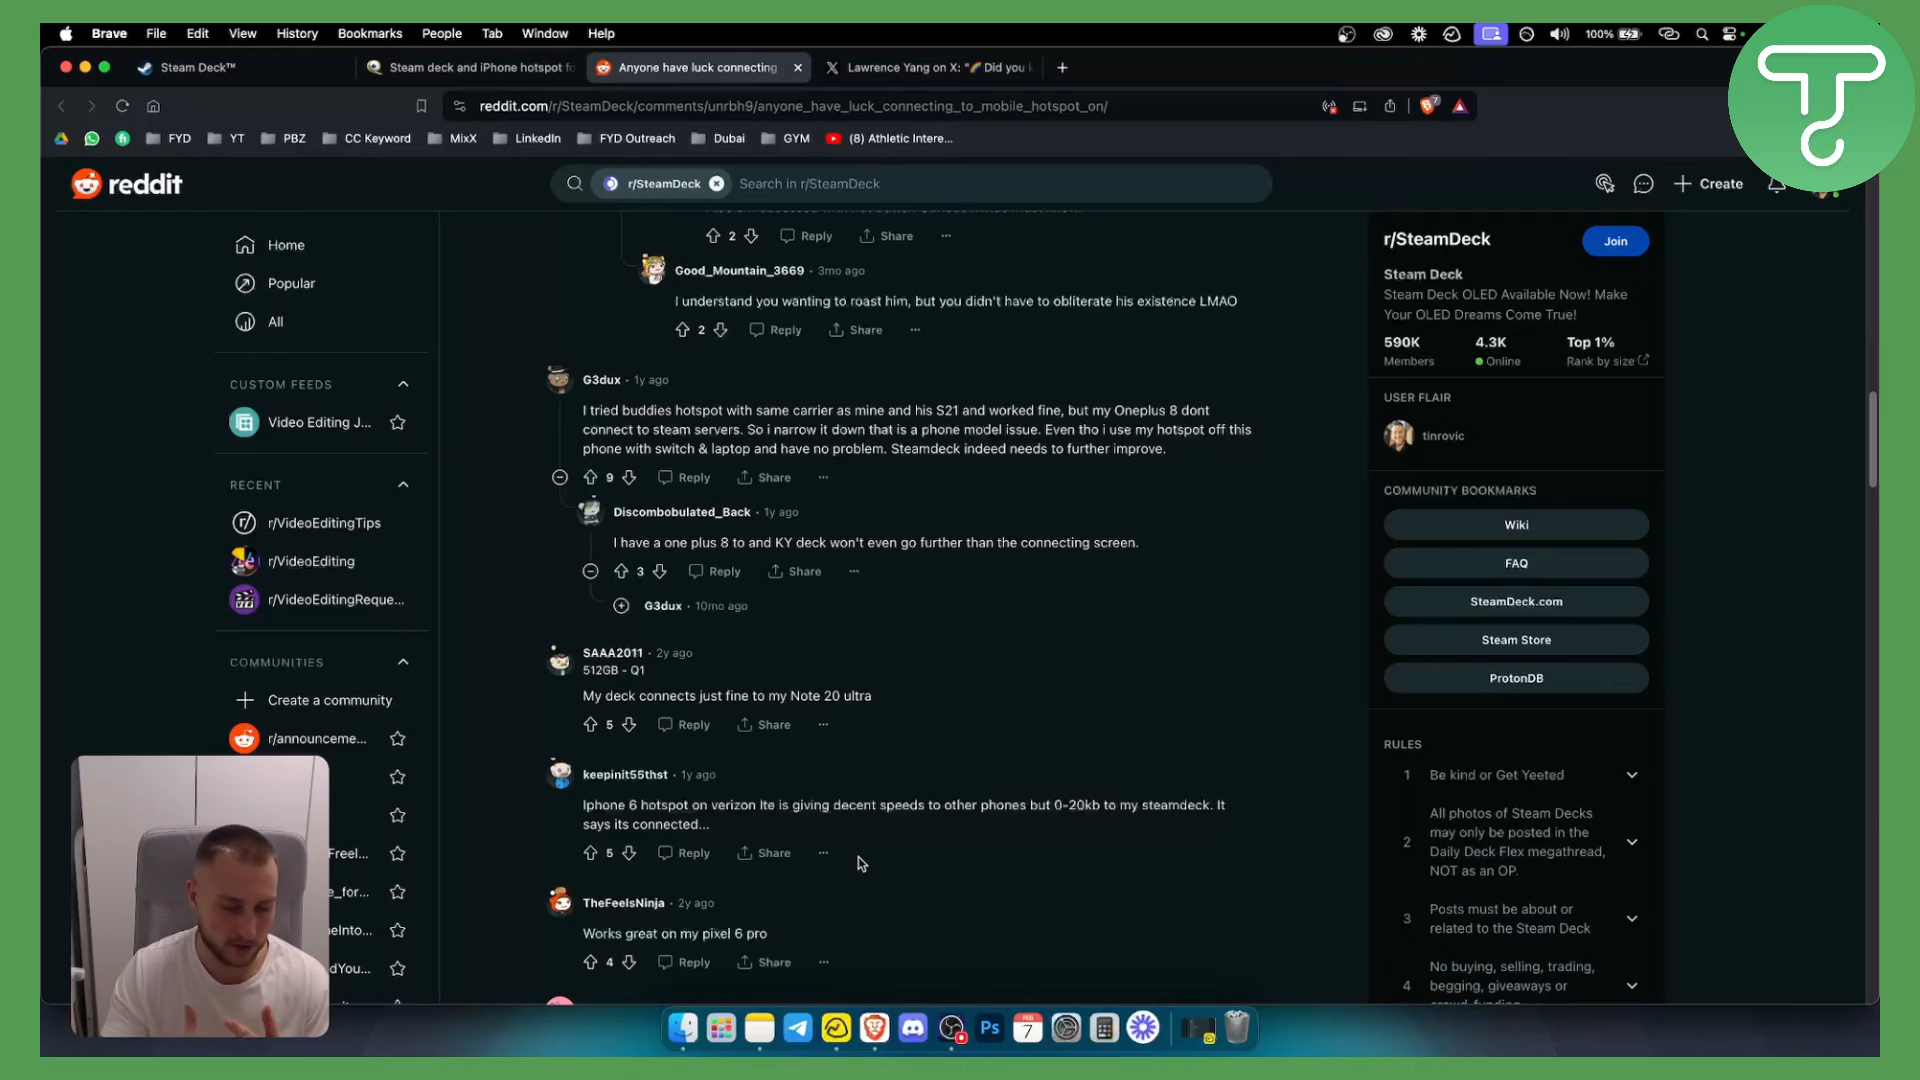 Brave File Edit View History Bookmarks People Tab Window Help 100%
Steam Deck™ Steam deck and iPhone hotspot fo Anyone have luck connecting Lawrence Yang on X: "🌈 Did you k
reddit.com/r/SteamDeck/comments/unrbh9/anyone_have_luck_connecting_to_mobile_hotspot_on/ 7
FYD YT PBZ CC Keyword MixX LinkedIn FYD Outreach Dubai GYM (8) Athletic Intere...
reddit r/SteamDeck Search in r/SteamDeck Create
Home
Popular
All
CUSTOM FEEDS
Video Editing J...
RECENT
r/VideoEditingTips
r/VideoEditing
r/VideoEditingReque...
COMMUNITIES
Create a community
r/announceme...
Freel...
e_for...
eInto...
dYou...
2 Reply Share ...
Good_Mountain_3669 · 3mo ago
I understand you wanting to roast him, but you didn't have to obliterate his existence LMAO
2 Reply Share ...
G3dux · 1y ago
I tried buddies hotspot with same carrier as mine and his S21 and worked fine, but my Oneplus 8 dont
connect to steam servers. So i narrow it down that is a phone model issue. Even tho i use my hotspot off this
phone with switch & laptop and have no problem. Steamdeck indeed needs to further improve.
9 Reply Share ...
Discombobulated_Back · 1y ago
I have a one plus 8 to and KY deck won't even go further than the connecting screen.
3 Reply Share ...
G3dux · 10mo ago
SAAA2011 · 2y ago
512GB - Q1
My deck connects just fine to my Note 20 ultra
5 Reply Share ...
keepinit55thst · 1y ago
Iphone 6 hotspot on verizon lte is giving decent speeds to other phones but 0-20kb to my steamdeck. It
says its connected...
5 Reply Share ...
TheFeelsNinja · 2y ago
Works great on my pixel 6 pro
4 Reply Share ...
r/SteamDeck Join
Steam Deck
Steam Deck OLED Available Now! Make
Your OLED Dreams Come True!
590K 4.3K Top 1%
Members Online Rank by size
USER FLAIR
tinrovic
COMMUNITY BOOKMARKS
Wiki
FAQ
SteamDeck.com
Steam Store
ProtonDB
RULES
1 Be kind or Get Yeeted
2 All photos of Steam Decks
may only be posted in the
Daily Deck Flex megathread,
NOT as an OP.
3 Posts must be about or
related to the Steam Deck
4 No buying, selling, trading,
begging, giveaways or
crowd-funding
Ps FEB 7